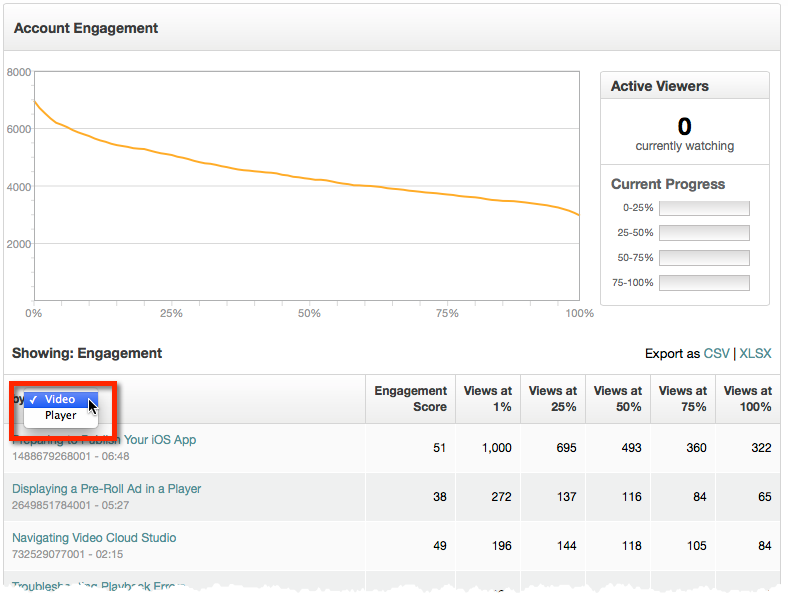 Account Engagement
8000
6000
4000
2000
0%
25%
50%
75%
100%
Active Viewers
0
currently watching
Current Progress
0-25%
25-50%
50-75%
75-100%
Showing: Engagement
Export as CSV | XLSX
by
✓ Video
Player
Engagement Score
Views at 1%
Views at 25%
Views at 50%
Views at 75%
Views at 100%
Preparing to Publish Your iOS App
1488679268001 - 06:48
51 1,000 695 493 360 322
Displaying a Pre-Roll Ad in a Player
2649851784001 - 05:27
38 272 137 116 84 65
Navigating Video Cloud Studio
732529077001 - 02:15
49 196 144 118 105 84
Troubleshooting Playback Errors